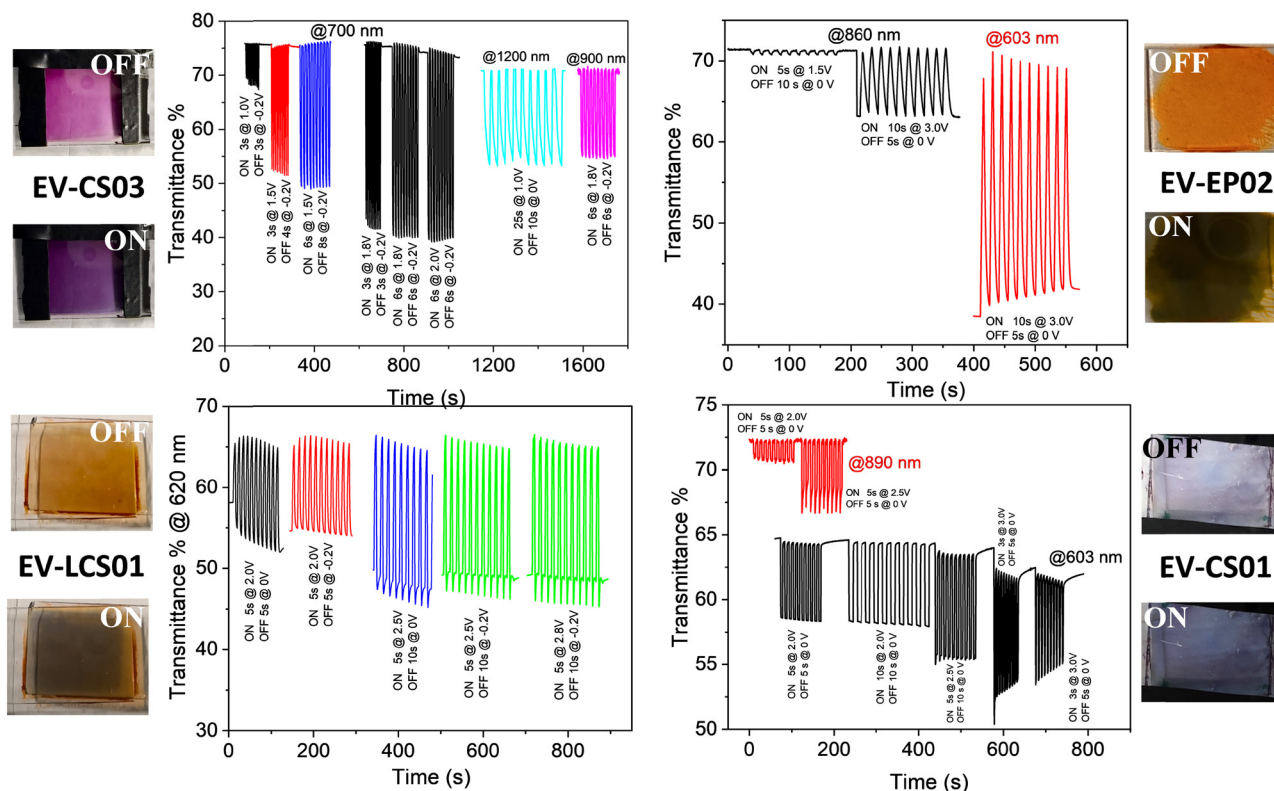 OFF
EV-CS03
ON
Transmittance %
80
70
60
50
40
30
20
0
400
800
1200
1600
Time (s)
@700 nm
@1200 nm
@900 nm
ON 3s @ 1.0V
OFF 3s @ -0.2V
ON 3s @ 1.5V
OFF 4s @ -0.2V
ON 6s @ 1.5V
OFF 8s @ -0.2V
ON 3s @ 1.8V
OFF 3s @ -0.2V
ON 6s @ 1.8V
OFF 6s @ -0.2V
ON 6s @ 2.0V
OFF 6s @ -0.2V
ON 25s @ 1.0V
OFF 10s @ 0V
ON 6s @ 1.8V
OFF 6s @ -0.2V
Transmittance %
70
60
50
40
0
100
200
300
400
500
600
Time (s)
@860 nm
@603 nm
ON 5s @ 1.5V
OFF 10 s @ 0 V
ON 10s @ 3.0V
OFF 5s @ 0 V
ON 10s @ 3.0V
OFF 5s @ 0 V
OFF
EV-EP02
ON
OFF
EV-LCS01
ON
Transmittance % @ 620 nm
70
60
50
40
30
0
200
400
600
800
Time (s)
ON 5s @ 2.0V
OFF 5s @ 0V
ON 5s @ 2.0V
OFF 5s @ -0.2V
ON 5s @ 2.5V
OFF 10s @ 0V
ON 5s @ 2.5V
OFF 10s @ -0.2V
ON 5s @ 2.8V
OFF 10s @ -0.2V
Transmittance %
75
70
65
60
55
50
0
200
400
600
800
Time (s)
ON 5s @ 2.0V
OFF 5 s @ 0 V
@890 nm
ON 5s @ 2.5V
OFF 5 s @ 0 V
ON 3s @ 3.0V
OFF 5s @ 0 V
@603 nm
ON 5s @ 2.0V
OFF 5 s @ 0 V
ON 10s @ 2.0V
OFF 10 s @ 0 V
ON 5s @ 2.5V
OFF 10 s @ 0 V
ON 3s @ 3.0V
OFF 5s @ 0 V
OFF
EV-CS01
ON